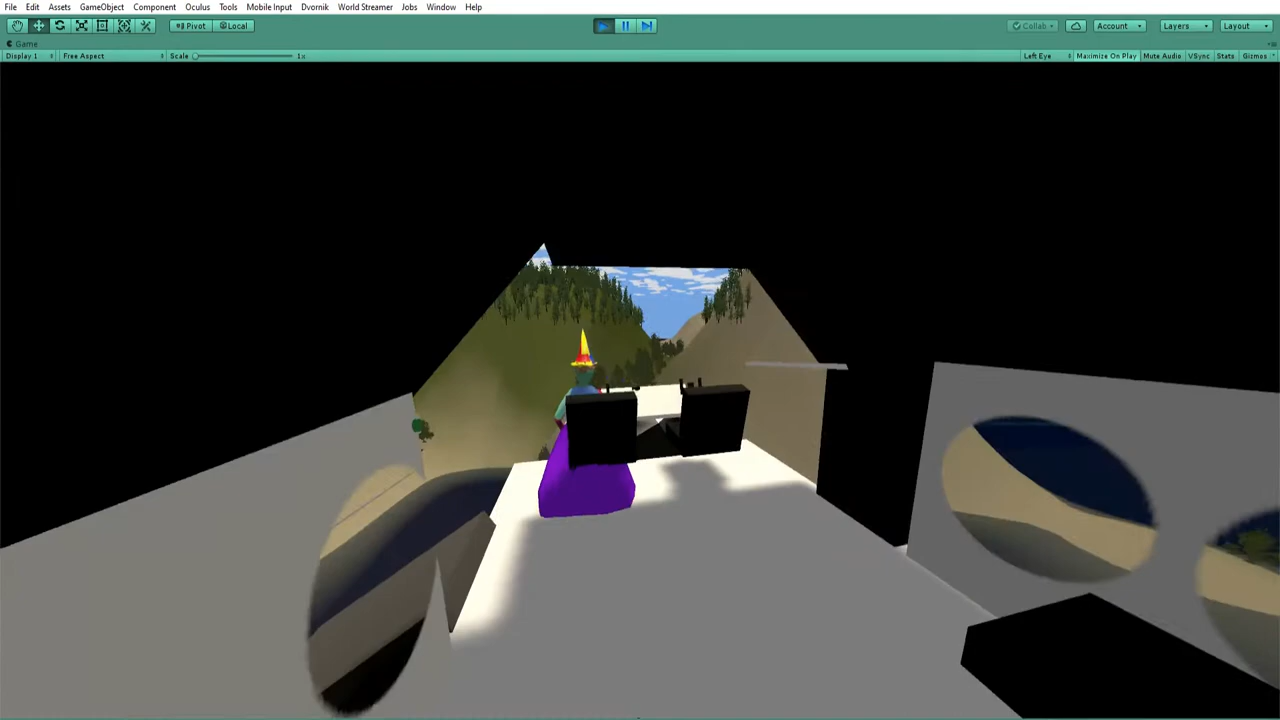 File Edit Assets GameObject Component Oculus Tools Mobile Input Dvornik World Streamer Jobs Window Help
Pivot Local Collab Account Layers Layout
Game
Display 1 Free Aspect Scale 1x Left Eye Maximize On Play Mute Audio VSync Stats Gizmos